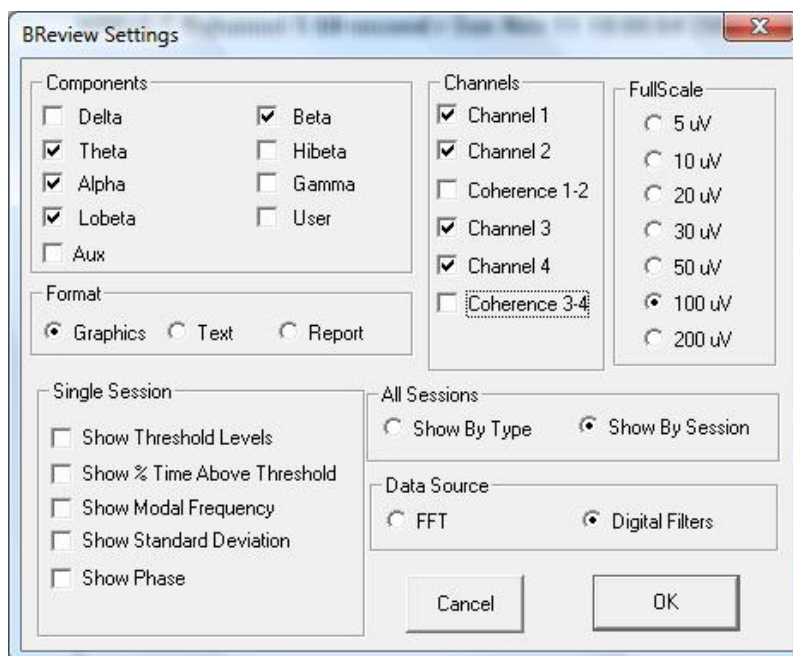 BReview Settings
Components
Delta
Theta
Alpha
Lobeta
Aux
Beta
Hibeta
Gamma
User
Channels
Channel 1
Channel 2
Coherence 1-2
Channel 3
Channel 4
Coherence 3-4
FullScale
5 uV
10 uV
20 uV
30 uV
50 uV
100 uV
200 uV
Format
Graphics
Text
Report
Single Session
Show Threshold Levels
Show % Time Above Threshold
Show Modal Frequency
Show Standard Deviation
Show Phase
All Sessions
Show By Type
Show By Session
Data Source
FFT
Digital Filters
Cancel
OK